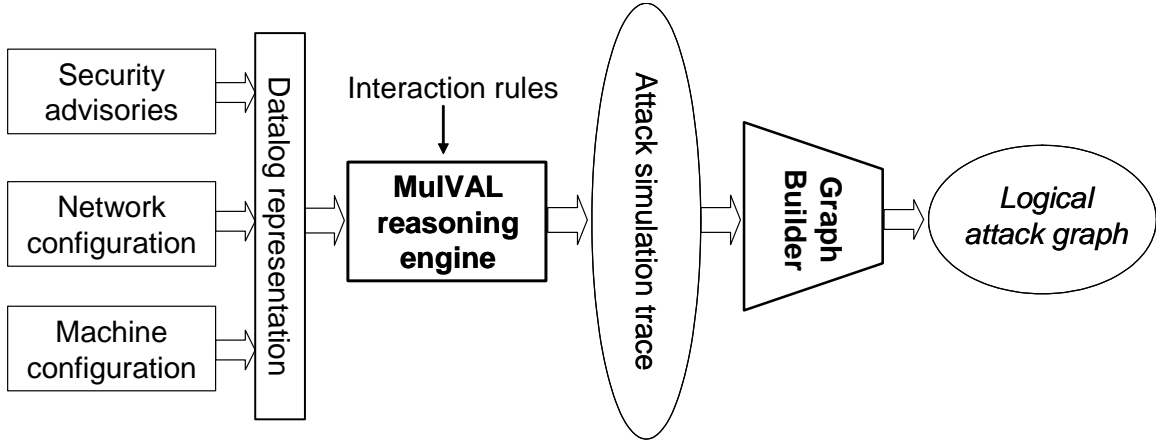 Security
advisories
Network
configuration
Machine
configuration
Datalog representation
Interaction rules
MulVAL
reasoning
engine
Attack simulation trace
Graph
Builder
Logical
attack graph